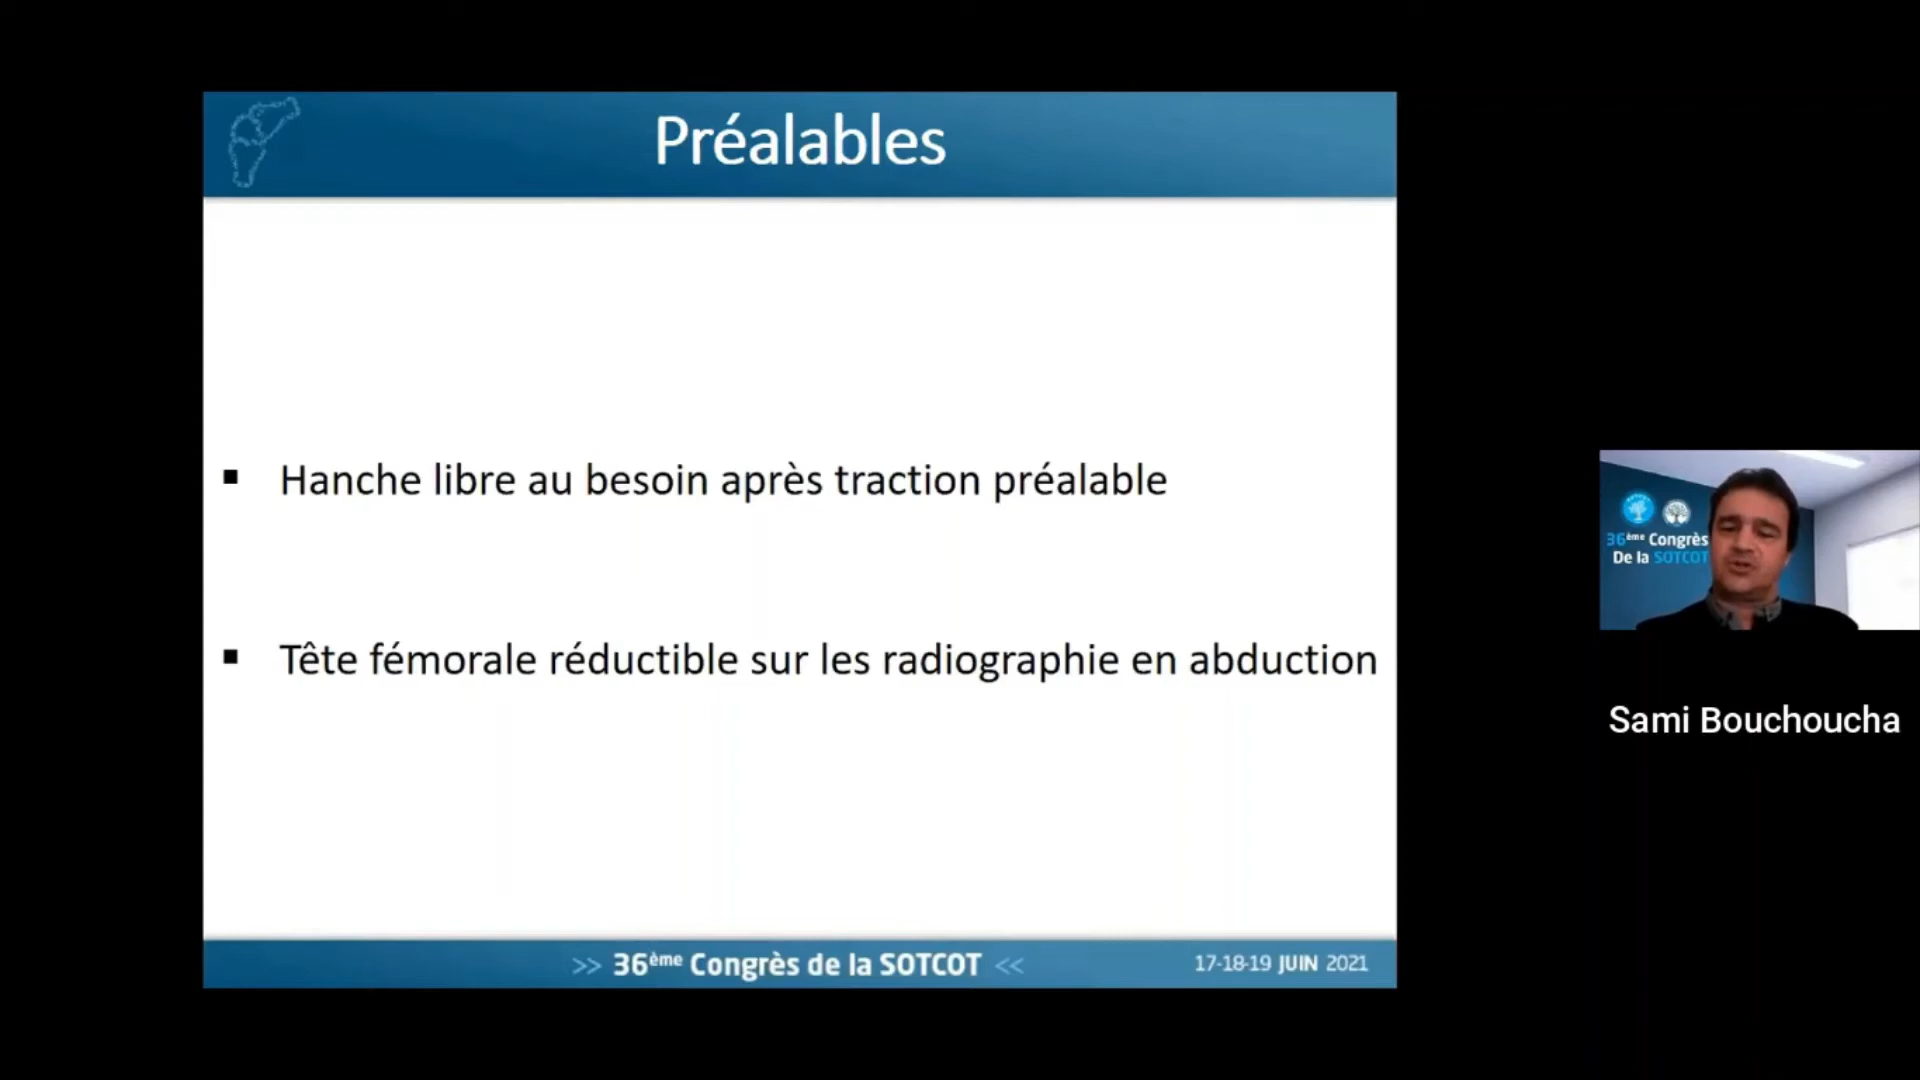 Préalables
▪ Hanche libre au besoin après traction préalable
▪ Tête fémorale réductible sur les radiographie en abduction
>> 36ème Congrès de la SOTCOT <<
17-18-19 JUIN 2021
36ème Congrès
De la SOTCOT
Sami Bouchoucha